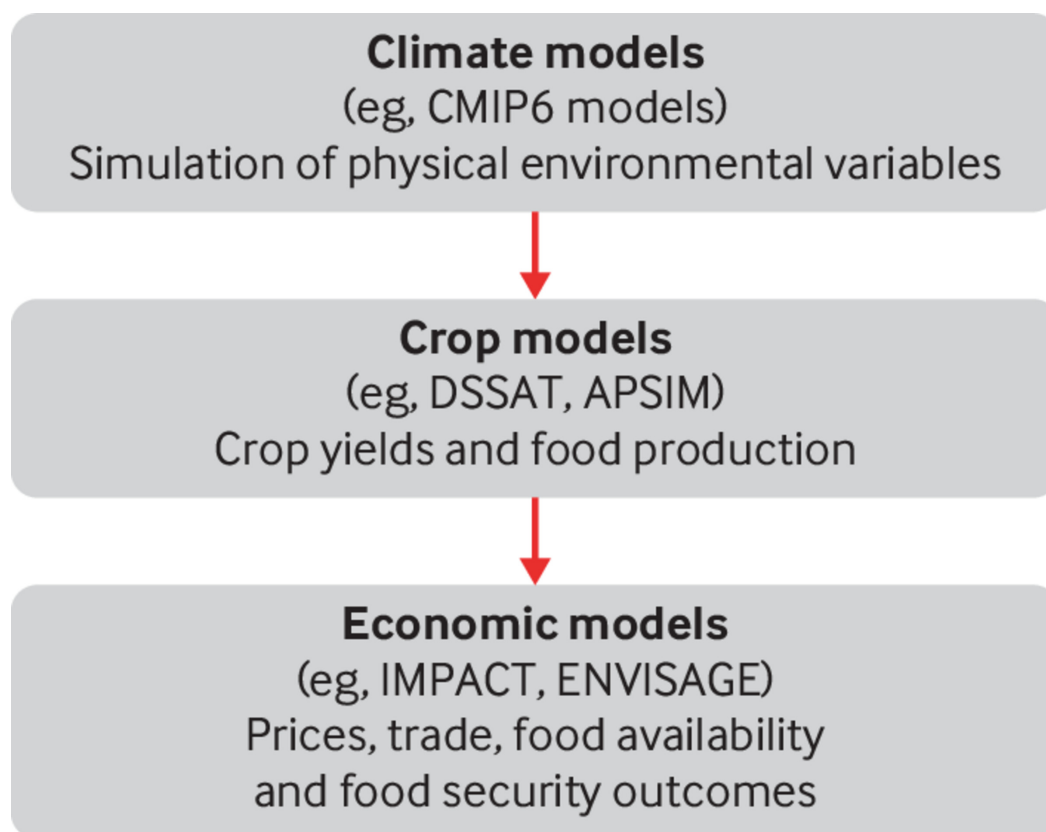 Climate models
(eg, CMIP6 models)
Simulation of physical environmental variables
Crop models
(eg, DSSAT, APSIM)
Crop yields and food production
Economic models
(eg, IMPACT, ENVISAGE)
Prices, trade, food availability
and food security outcomes